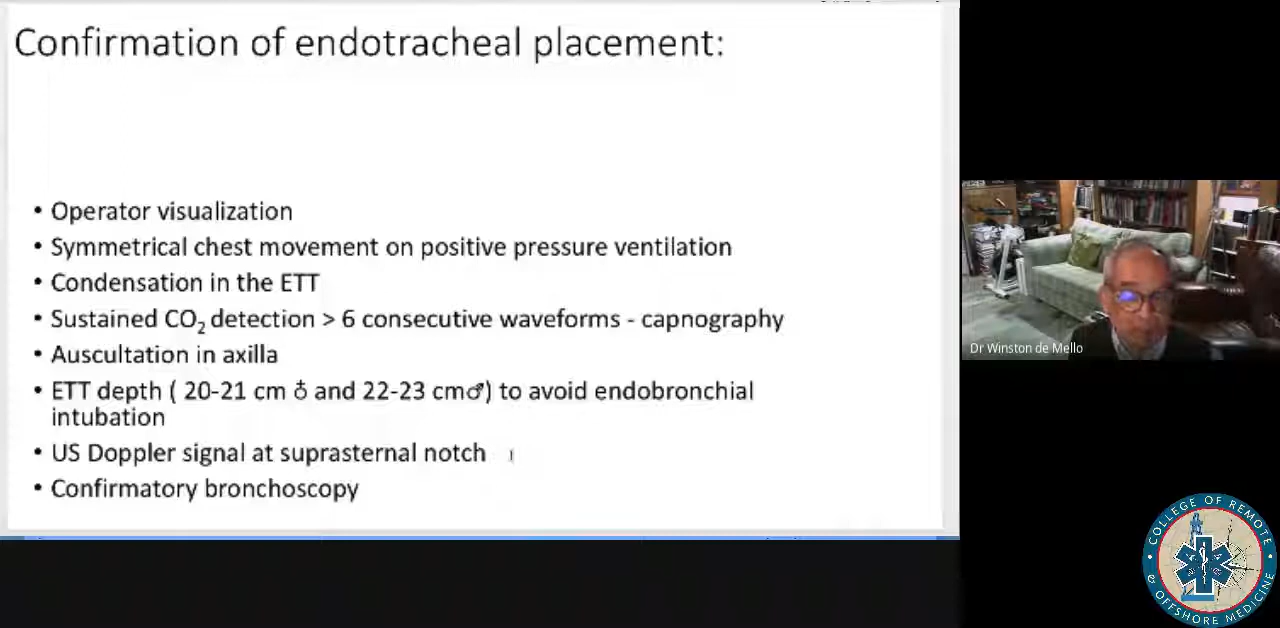 Confirmation of endotracheal placement:
• Operator visualization
• Symmetrical chest movement on positive pressure ventilation
• Condensation in the ETT
• Sustained CO₂ detection > 6 consecutive waveforms - capnography
• Auscultation in axilla
• ETT depth ( 20-21 cm ♁ and 22-23 cm♂) to avoid endobronchial
intubation
• US Doppler signal at suprasternal notch
• Confirmatory bronchoscopy
Dr Winston de Mello
COLLEGE OF REMOTE
& OFFSHORE MEDICINE